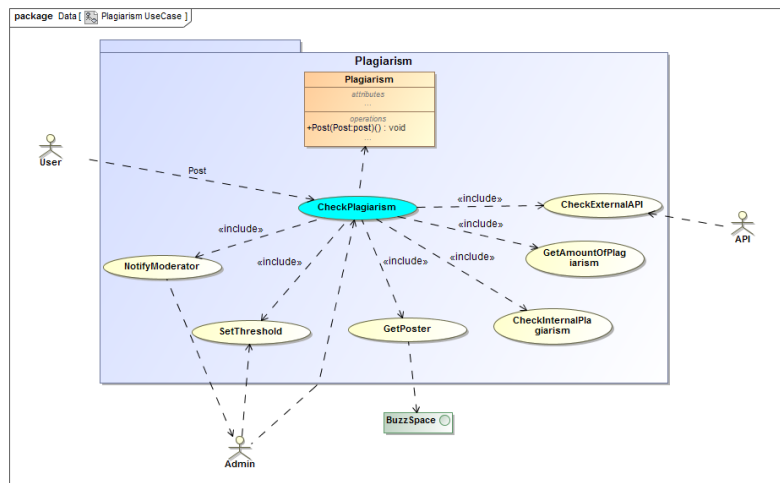 package Data [ Plagiarism UseCase ]
Plagiarism
Plagiarism
attributes
...
operations
+Post(Post:post)() : void
...
User
Post
CheckPlagiarism
«include»
CheckExternalAPI
API
«include»
«include»
GetAmountOfPlag
iarism
NotifyModerator
«include»
«include»
SetThreshold
GetPoster
CheckInternalPla
giarism
BuzzSpace
Admin